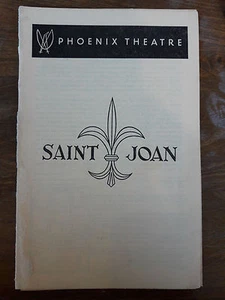 PHOENIX THEATRE
SAINT JOAN